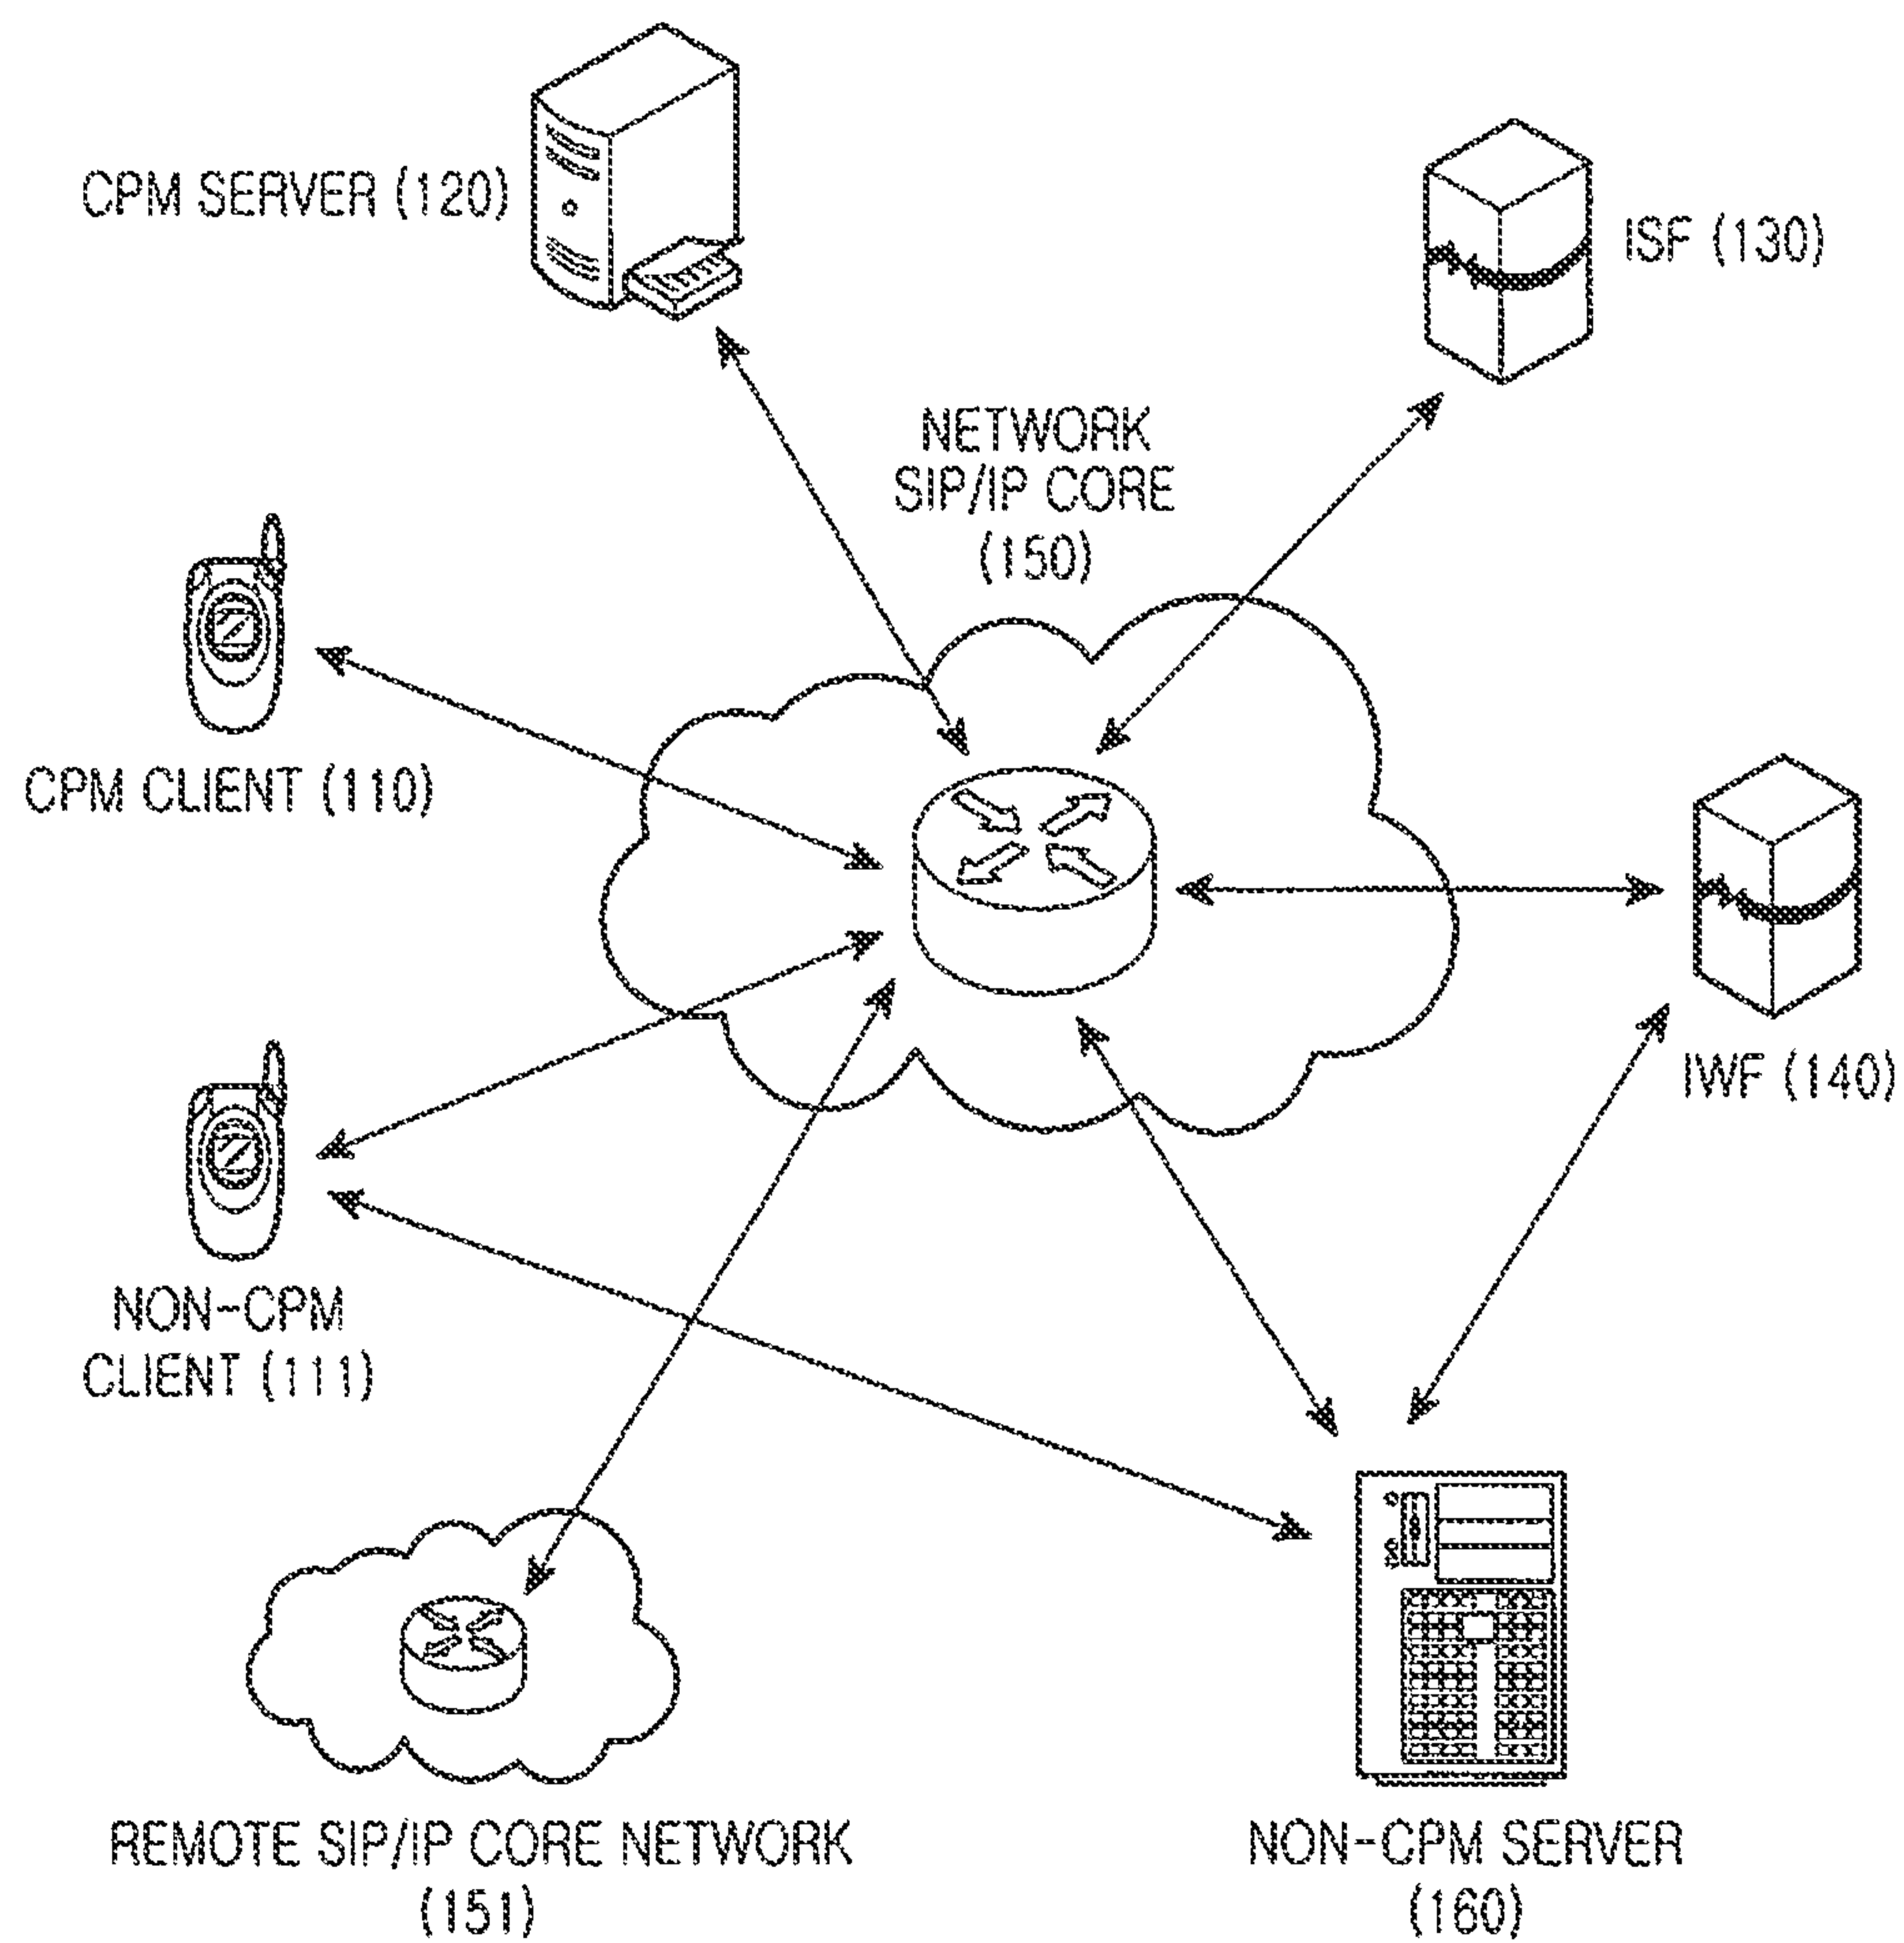 CPM SERVER (120)
ISF (130)
NETWORK
SIP/IP CORE
(150)
CPM CLIENT (110)
IWF (140)
NON-CPM
CLIENT (111)
REMOTE SIP/IP CORE NETWORK
(151)
NON-CPM SERVER
(160)